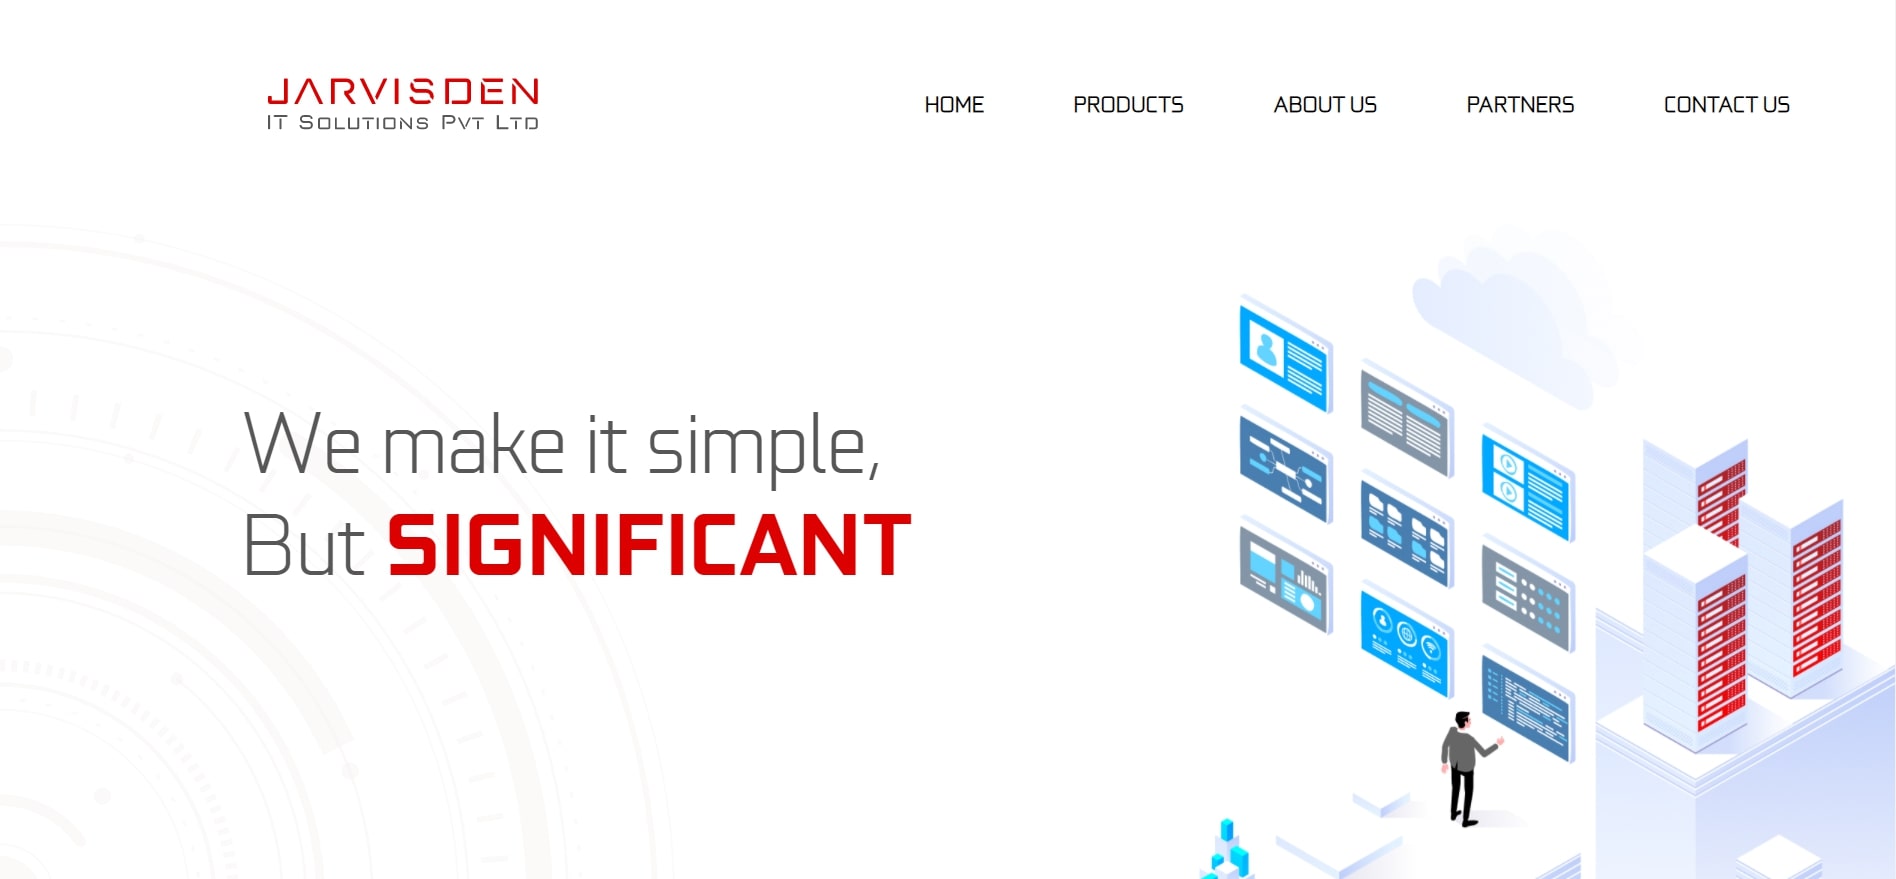 JARVISDEN
IT Solutions Pvt Ltd
HOME PRODUCTS ABOUT US PARTNERS CONTACT US
We make it simple,
But SIGNIFICANT